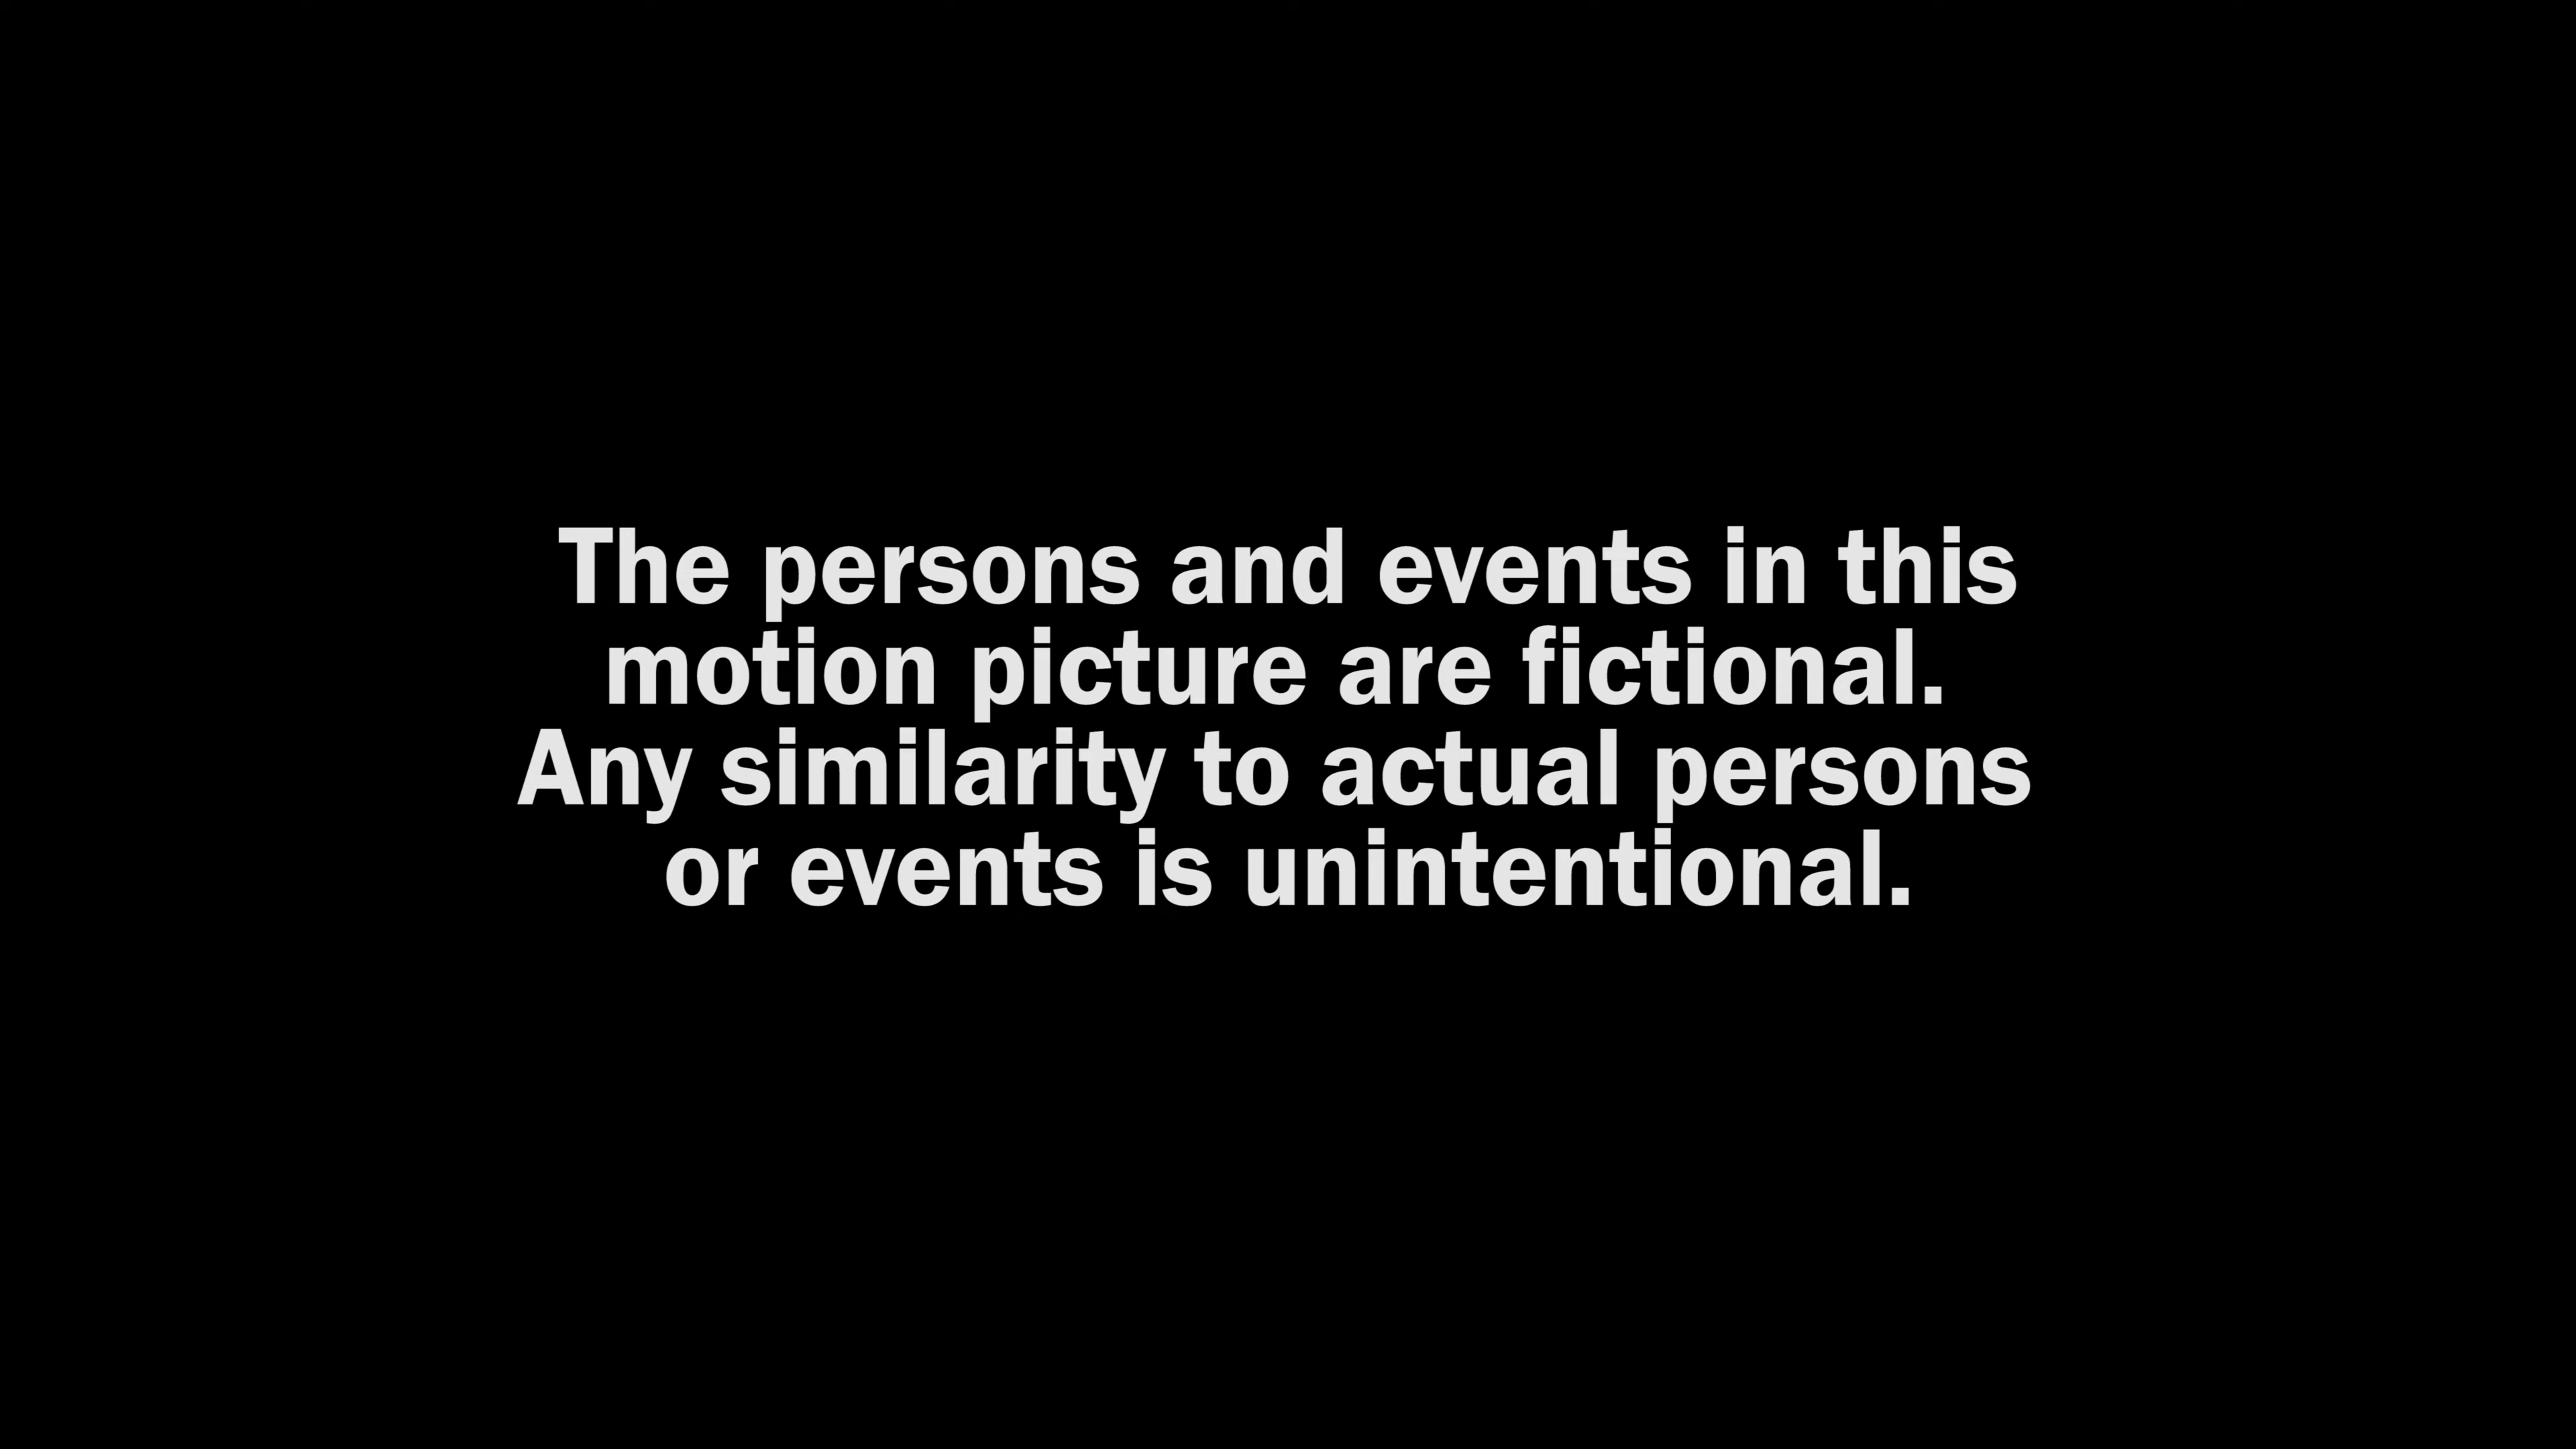 The persons and events in this
motion picture are fictional.
Any similarity to actual persons
or events is unintentional.